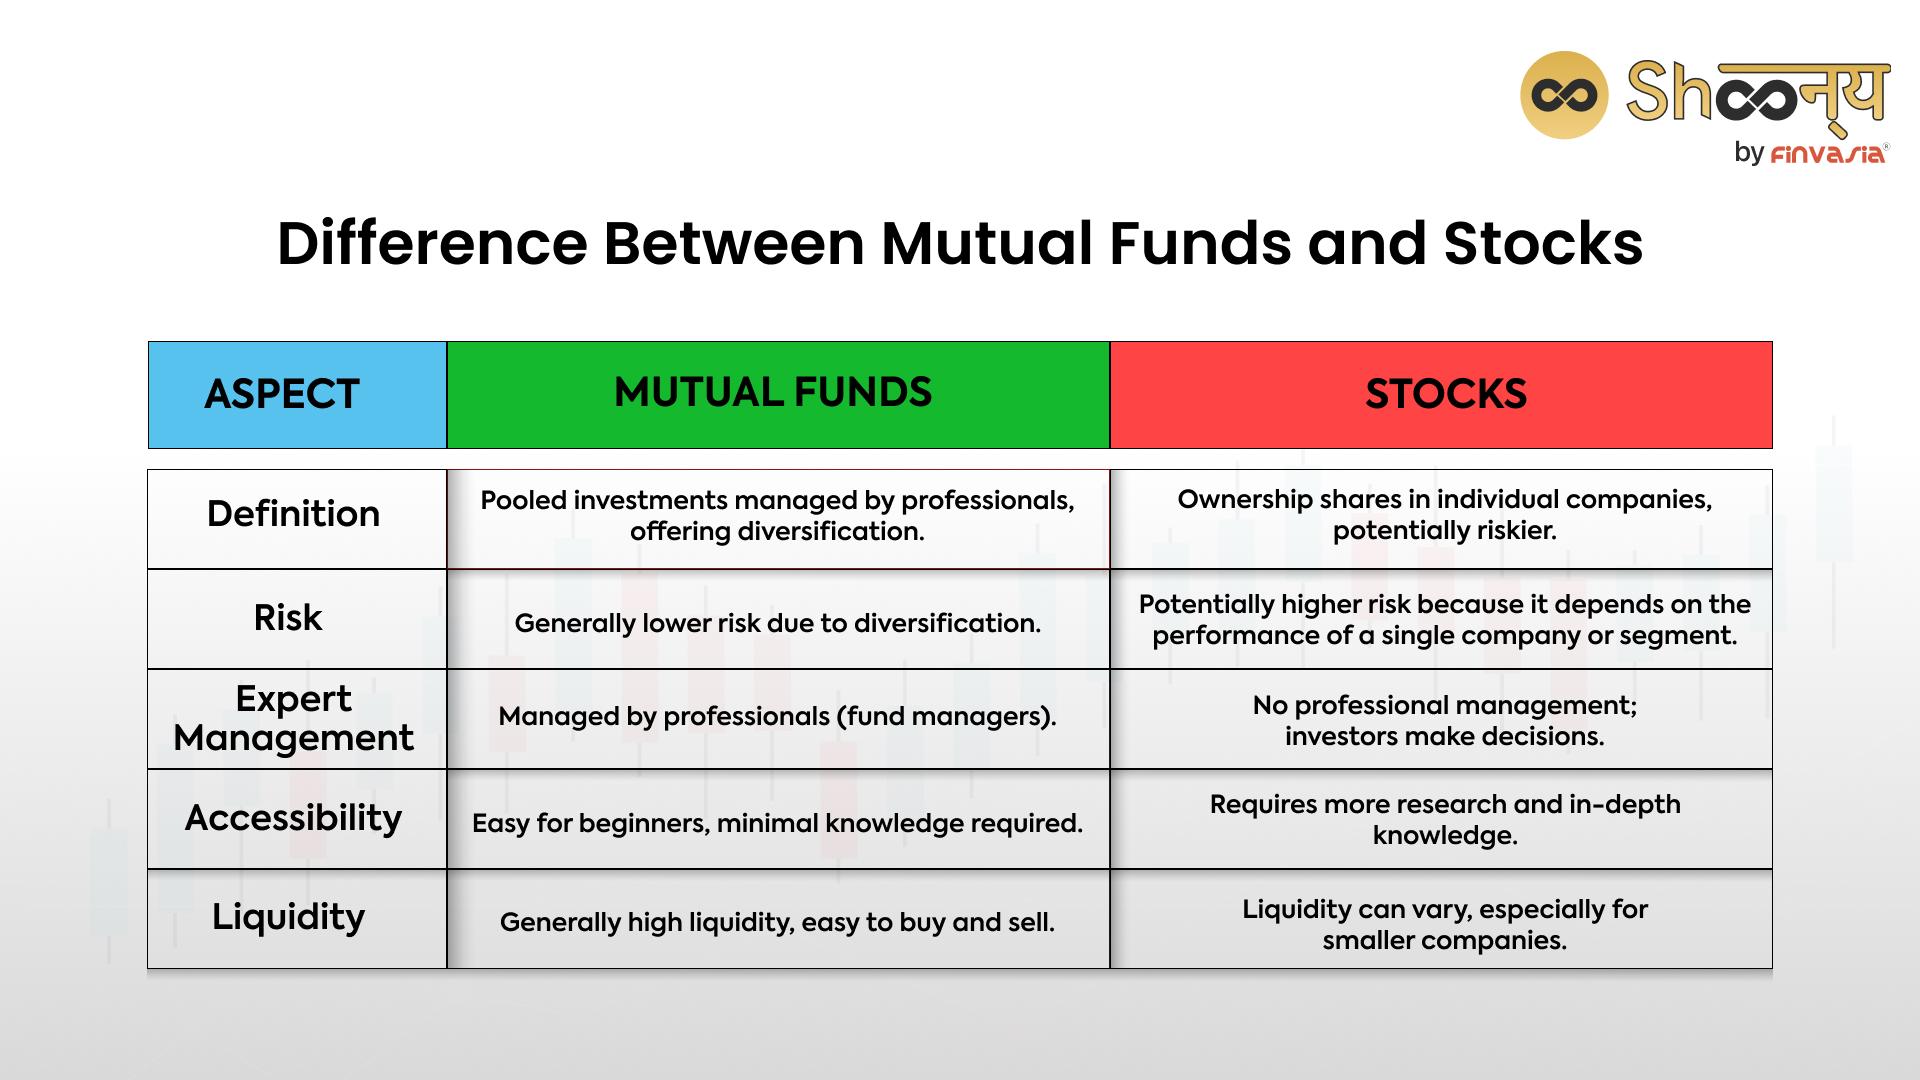 Shoonय
by FINVASIA®
Difference Between Mutual Funds and Stocks
ASPECT
MUTUAL FUNDS
STOCKS
Definition
Pooled investments managed by professionals,
offering diversification.
Ownership shares in individual companies,
potentially riskier.
Risk
Generally lower risk due to diversification.
Potentially higher risk because it depends on the
performance of a single company or segment.
Expert
Management
Managed by professionals (fund managers).
No professional management;
investors make decisions.
Accessibility
Easy for beginners, minimal knowledge required.
Requires more research and in-depth
knowledge.
Liquidity
Generally high liquidity, easy to buy and sell.
Liquidity can vary, especially for
smaller companies.